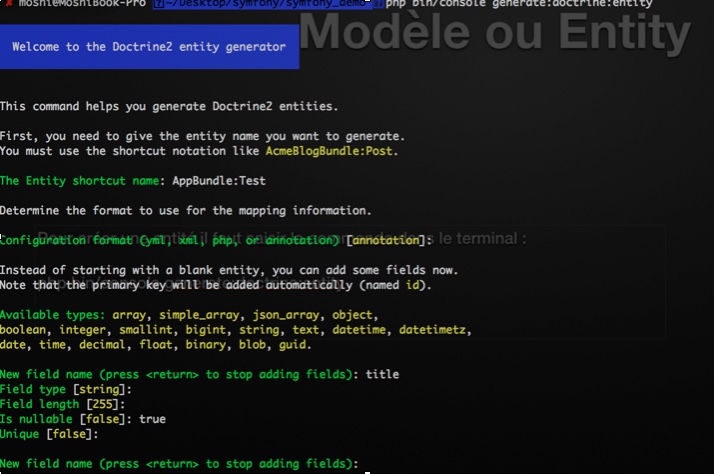 ✘ moshi@MoshiBook-Pro ~/Desktop/symfony/symfony_demo php bin/console generate:doctrine:entity
Modèle ou Entity
Welcome to the Doctrine2 entity generator
This command helps you generate Doctrine2 entities.
First, you need to give the entity name you want to generate.
You must use the shortcut notation like AcmeBlogBundle:Post.
The Entity shortcut name: AppBundle:Test
Determine the format to use for the mapping information.
Pour créer une entité il faut saisir la commande dans le terminal :
Configuration format (yml, xml, php, or annotation) [annotation]:
Instead of starting with a blank entity, you can add some fields now.
php bin/console generate:doctrine:entity
Note that the primary key will be added automatically (named id).
Available types: array, simple_array, json_array, object,
boolean, integer, smallint, bigint, string, text, datetime, datetimetz,
date, time, decimal, float, binary, blob, guid.
New field name (press <return> to stop adding fields): title
Field type [string]:
Field length [255]:
Is nullable [false]: true
Unique [false]:
New field name (press <return> to stop adding fields):